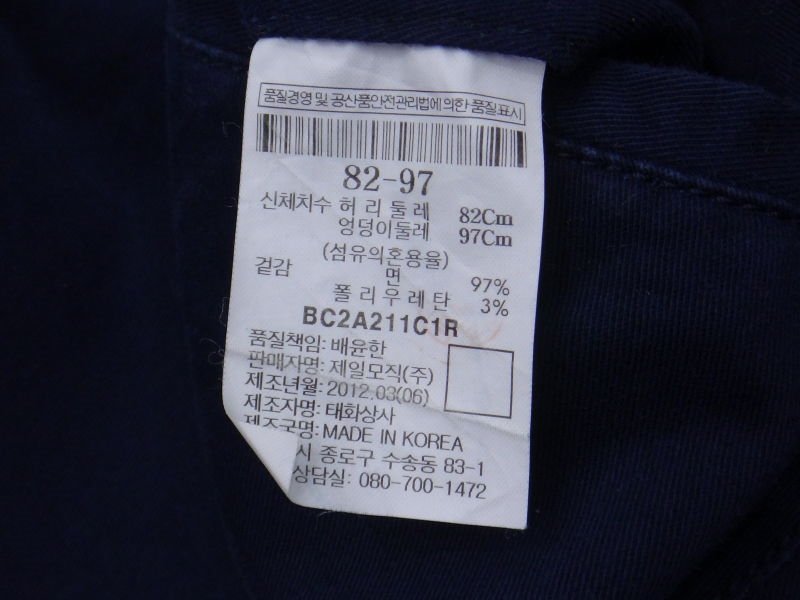 품질경영 및 공산품안전관리법에 의한 품질표시
82-97
신체치수 허리둘레 82Cm
엉덩이둘레 97Cm
(섬유의혼용율)
겉감 면 97%
폴리우레탄 3%
BC2A211C1R
품질책임: 배윤한
판매자명: 제일모직(주)
제조년월: 2012.03(06)
제조자명: 태화상사
제조국명: MADE IN KOREA
시 종로구 수송동 83-1
상담실: 080-700-1472